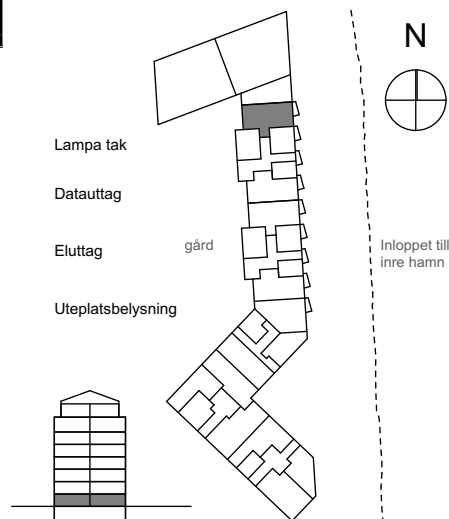 N
Lampa tak
Datauttag
Eluttag
gård
Inloppet till
inre hamn
Uteplatsbelysning